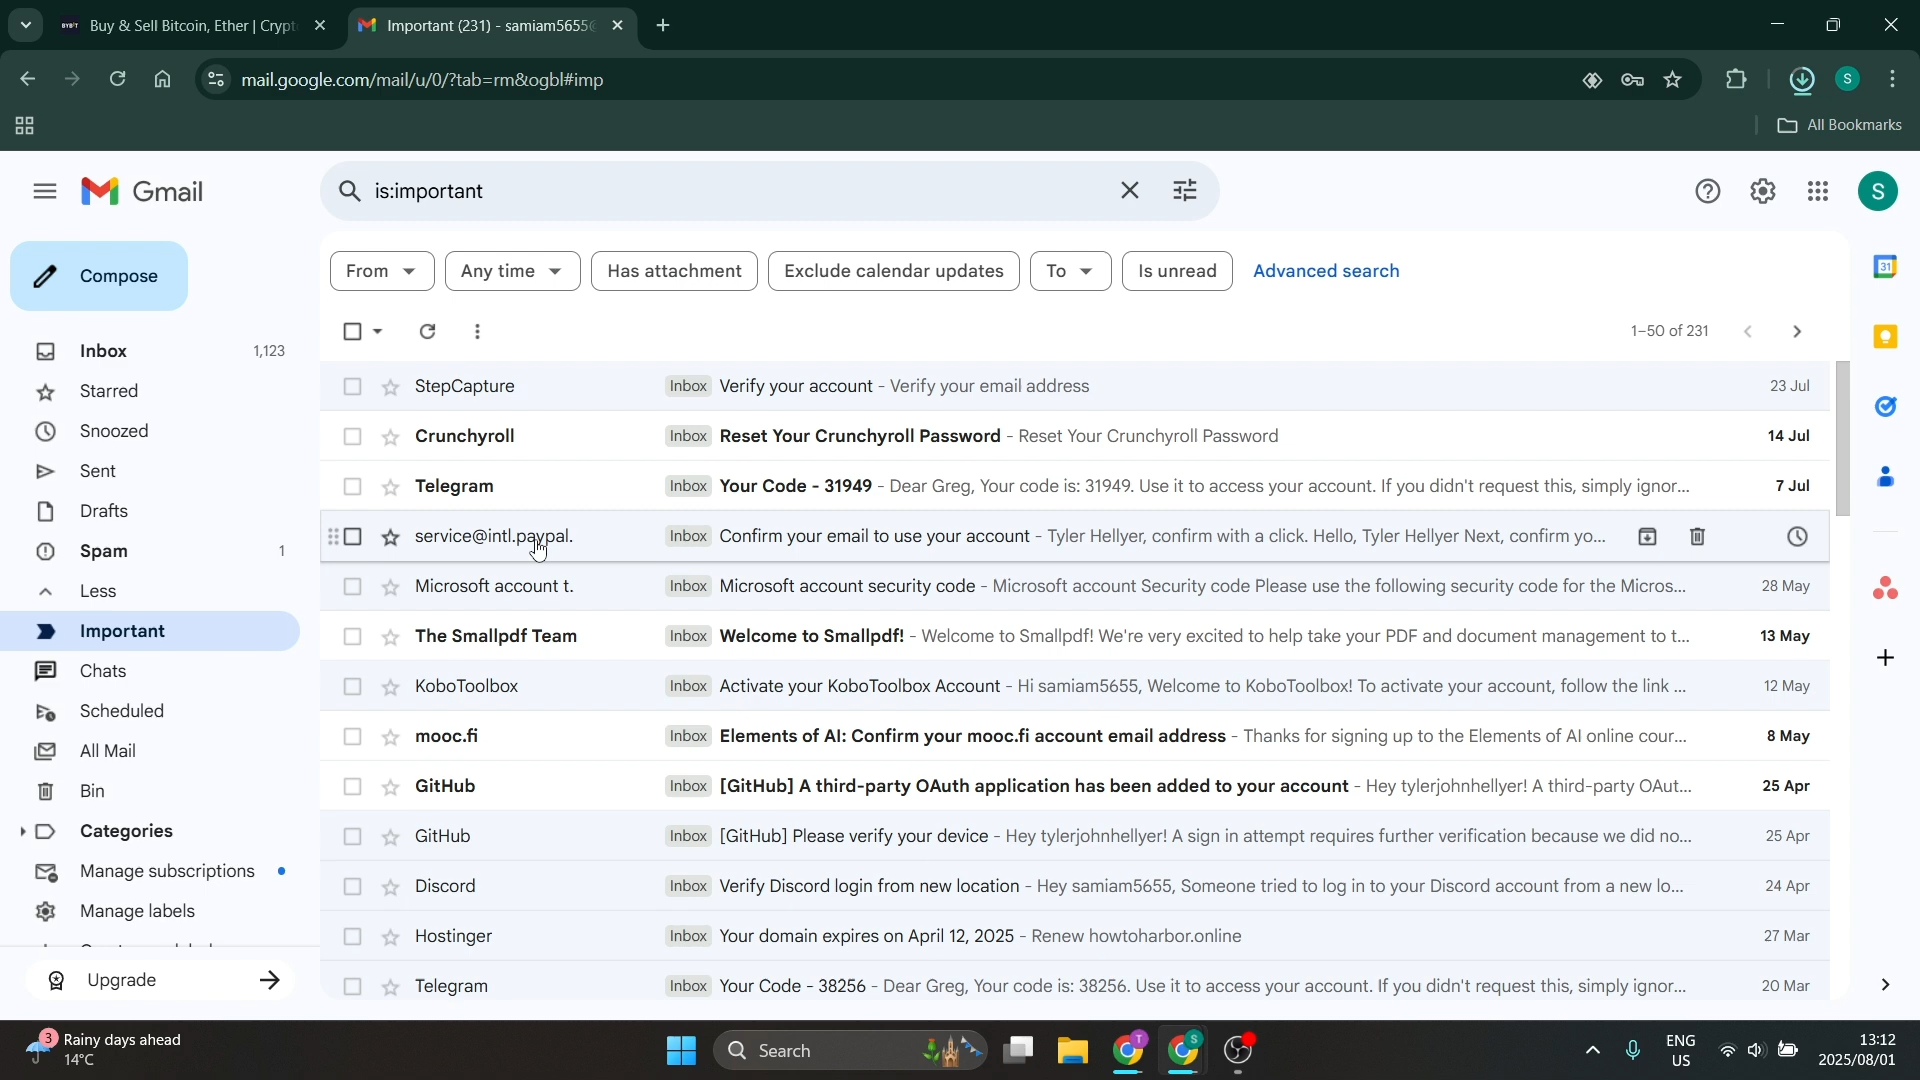 Buy & Sell Bitcoin, Ether | Crypt
Important (231) - samiam5655@
mail.google.com/mail/u/0/?tab=rm&ogbl#imp
S
All Bookmarks
Gmail
is:important
S
Compose
From
Any time
Has attachment
Exclude calendar updates
To
Is unread
Advanced search
1–50 of 231
Inbox 1,123
Starred
Snoozed
Sent
Drafts
Spam 1
Less
Important
Chats
Scheduled
All Mail
Bin
Categories
Manage subscriptions
Manage labels
Upgrade
StepCapture Inbox Verify your account - Verify your email address 23 Jul
Crunchyroll Inbox Reset Your Crunchyroll Password - Reset Your Crunchyroll Password 14 Jul
Telegram Inbox Your Code - 31949 - Dear Greg, Your code is: 31949. Use it to access your account. If you didn't request this, simply ignor... 7 Jul
service@intl.paypal. Inbox Confirm your email to use your account - Tyler Hellyer, confirm with a click. Hello, Tyler Hellyer Next, confirm yo...
Microsoft account t. Inbox Microsoft account security code - Microsoft account Security code Please use the following security code for the Micros... 28 May
The Smallpdf Team Inbox Welcome to Smallpdf! - Welcome to Smallpdf! We're very excited to help take your PDF and document management to t... 13 May
KoboToolbox Inbox Activate your KoboToolbox Account - Hi samiam5655, Welcome to KoboToolbox! To activate your account, follow the link ... 12 May
mooc.fi Inbox Elements of AI: Confirm your mooc.fi account email address - Thanks for signing up to the Elements of AI online cour... 8 May
GitHub Inbox [GitHub] A third-party OAuth application has been added to your account - Hey tylerjohnhellyer! A third-party OAut... 25 Apr
GitHub Inbox [GitHub] Please verify your device - Hey tylerjohnhellyer! A sign in attempt requires further verification because we did no... 25 Apr
Discord Inbox Verify Discord login from new location - Hey samiam5655, Someone tried to log in to your Discord account from a new lo... 24 Apr
Hostinger Inbox Your domain expires on April 12, 2025 - Renew howtoharbor.online 27 Mar
Telegram Inbox Your Code - 38256 - Dear Greg, Your code is: 38256. Use it to access your account. If you didn't request this, simply ignor... 20 Mar
31
3
Rainy days ahead
14°C
Search
T
S
ENG
US
13:12
2025/08/01